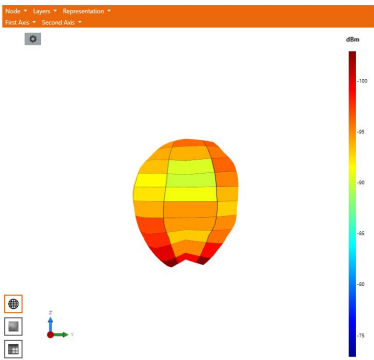 Node Layers Representation
First Axis Second Axis
dBm
-100
-95
-90
-85
-80
-75
Z
Y